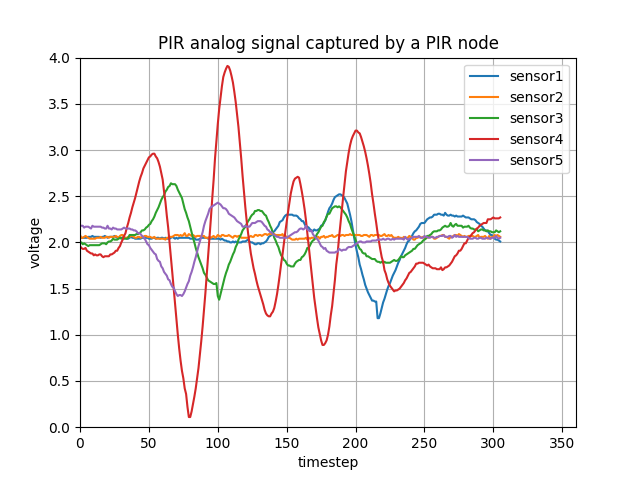 PIR analog signal captured by a PIR node
4.0
3.5
3.0
2.5
2.0
1.5
1.0
0.5
0.0
voltage
sensor1
sensor2
sensor3
sensor4
sensor5
0 50 100 150 200 250 300 350
timestep